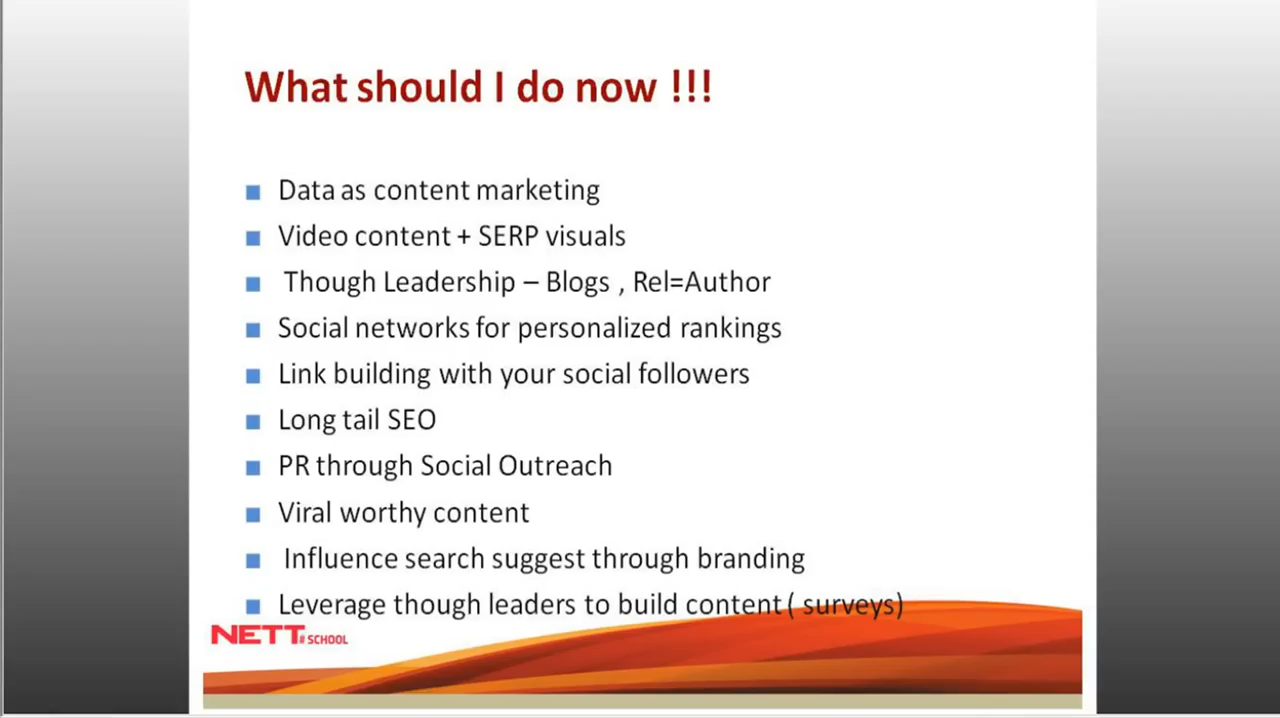 What should I do now !!!
Data as content marketing
Video content + SERP visuals
Though Leadership – Blogs , Rel=Author
Social networks for personalized rankings
Link building with your social followers
Long tail SEO
PR through Social Outreach
Viral worthy content
Influence search suggest through branding
Leverage though leaders to build content ( surveys)
NETT SCHOOL